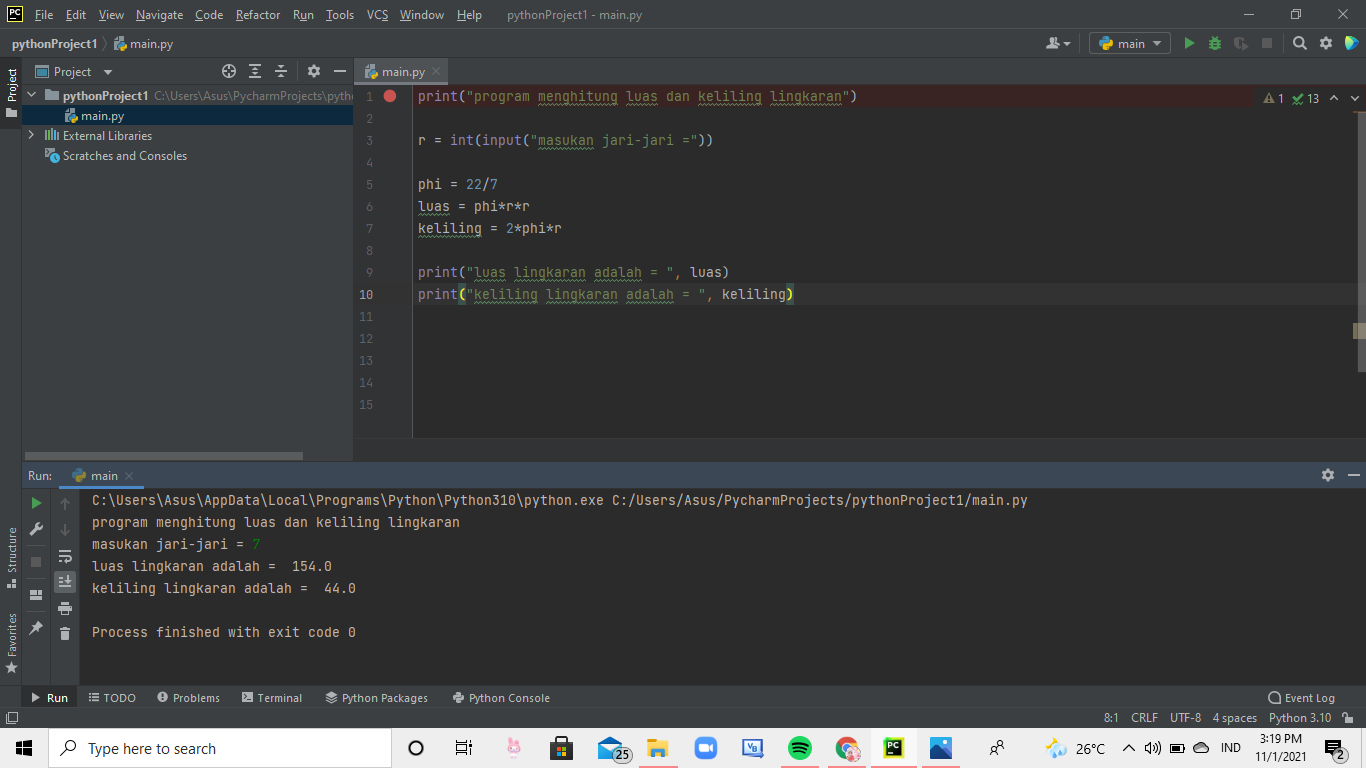 PC File Edit View Navigate Code Refactor Run Tools VCS Window Help pythonProject1 - main.py
pythonProject1 main.py main
Project
Project
main.py
pythonProject1 C:\Users\Asus\PycharmProjects\pytho
main.py
External Libraries
Scratches and Consoles
1 print("program menghitung luas dan keliling lingkaran")
1 13
2
3 r = int(input("masukan jari-jari ="))
4
5 phi = 22/7
6 luas = phi*r*r
7 keliling = 2*phi*r
8
9 print("luas lingkaran adalah = ", luas)
10 print("keliling lingkaran adalah = ", keliling)
11
12
13
14
15
Run: main
C:\Users\Asus\AppData\Local\Programs\Python\Python310\python.exe C:/Users/Asus/PycharmProjects/pythonProject1/main.py
program menghitung luas dan keliling lingkaran
masukan jari-jari = 7
luas lingkaran adalah =  154.0
keliling lingkaran adalah =  44.0
Process finished with exit code 0
Structure
Favorites
Run TODO Problems Terminal Python Packages Python Console Event Log
8:1 CRLF UTF-8 4 spaces Python 3.10
Type here to search
25
VB
PC
26°C
IND
3:19 PM
11/1/2021
2